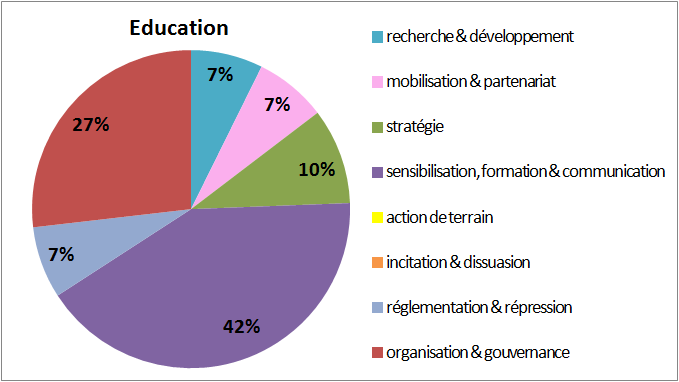 Education
7%
7%
10%
42%
7%
27%
recherche & développement
mobilisation & partenariat
stratégie
sensibilisation, formation & communication
action de terrain
incitation & dissuasion
réglementation & répression
organisation & gouvernance